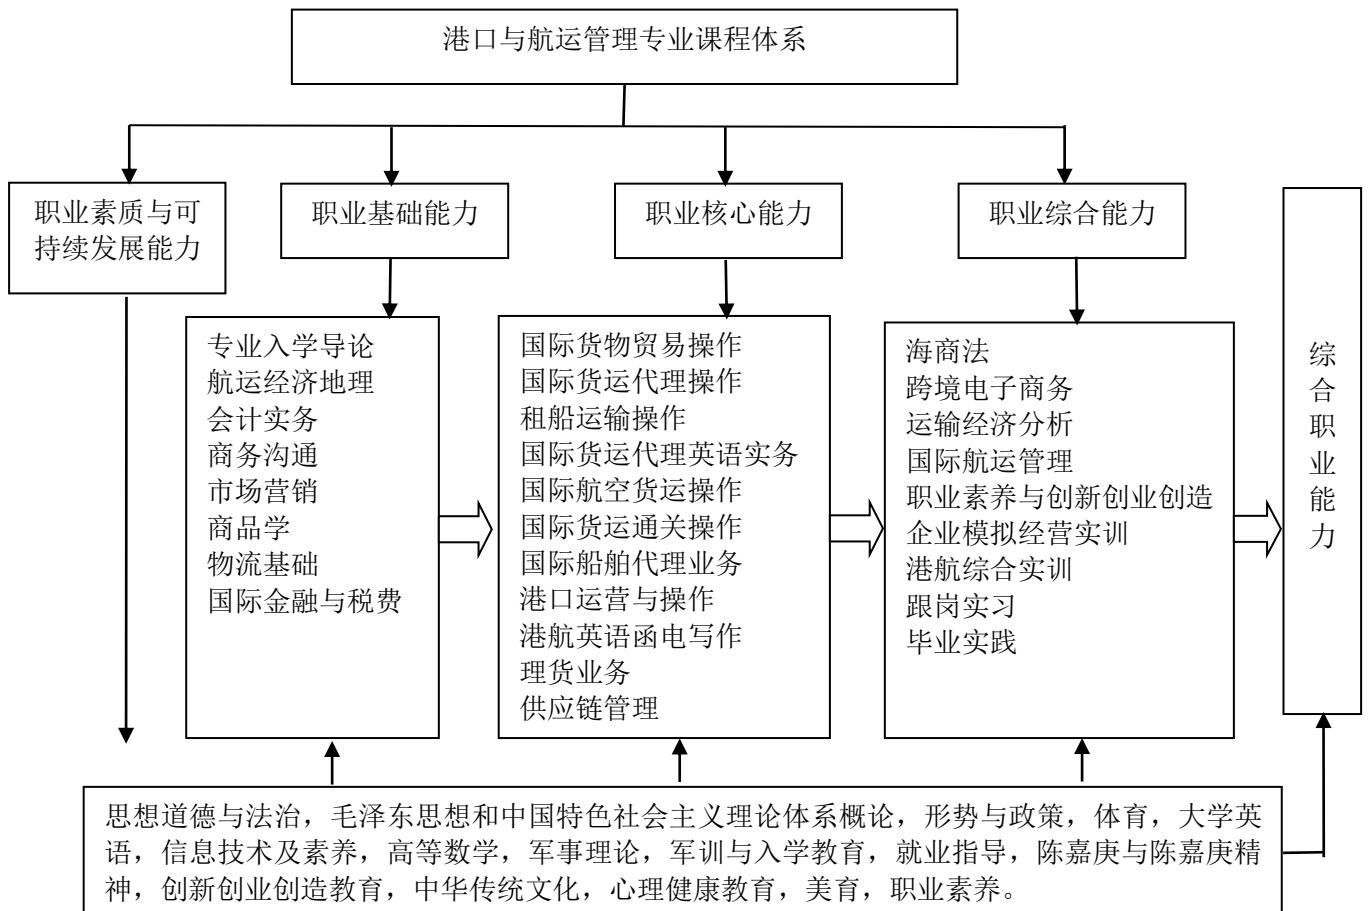 港口与航运管理专业课程体系
职业素质与可
持续发展能力
职业基础能力
职业核心能力
职业综合能力
专业入学导论
航运经济地理
会计实务
商务沟通
市场营销
商品学
物流基础
国际金融与税费
国际货物贸易操作
国际货运代理操作
租船运输操作
国际货运代理英语实务
国际航空货运操作
国际货运通关操作
国际船舶代理业务
港口运营与操作
港航英语函电写作
理货业务
供应链管理
海商法
跨境电子商务
运输经济分析
国际航运管理
职业素养与创新创业创造
企业模拟经营实训
港航综合实训
跟岗实习
毕业实践
综合职业能力
思想道德与法治，毛泽东思想和中国特色社会主义理论体系概论，形势与政策，体育，大学英
语，信息技术及素养，高等数学，军事理论，军训与入学教育，就业指导，陈嘉庚与陈嘉庚精
神，创新创业创造教育，中华传统文化，心理健康教育，美育，职业素养。